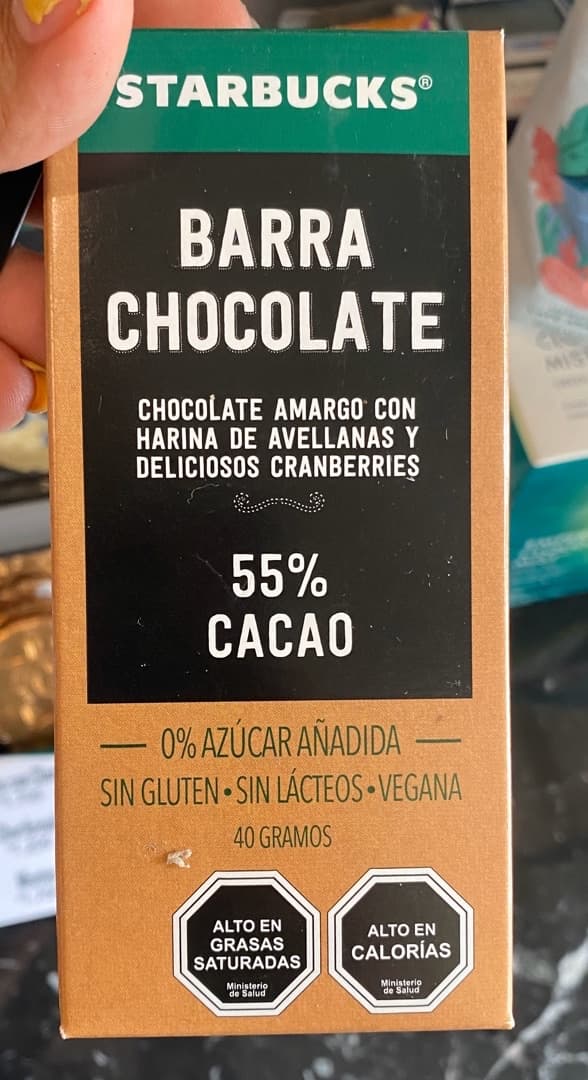 STARBUCKS®
BARRA
CHOCOLATE
CHOCOLATE AMARGO CON
HARINA DE AVELLANAS Y
DELICIOSOS CRANBERRIES
55%
CACAO
0% AZÚCAR AÑADIDA
SIN GLUTEN • SIN LÁCTEOS • VEGANA
40 GRAMOS
ALTO EN
GRASAS
SATURADAS
Ministerio
de Salud
ALTO EN
CALORÍAS
Ministerio
de Salud